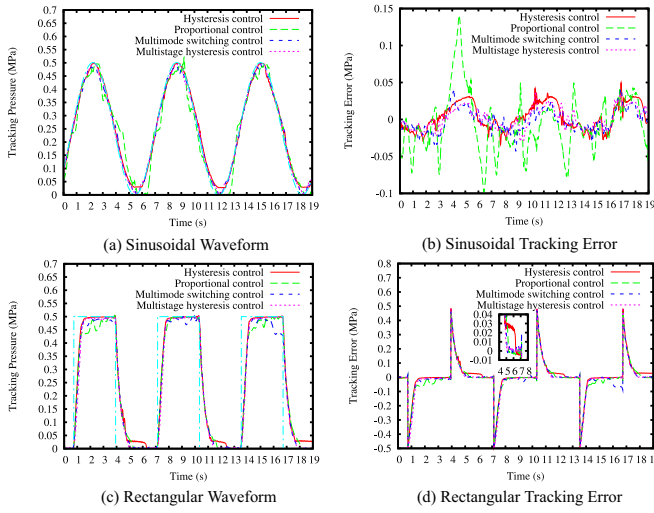 Tracking Pressure (MPa)
0.7
0.65
0.6
0.55
0.5
0.45
0.4
0.35
0.3
0.25
0.2
0.15
0.1
0.05
0
Hysteresis control
Proportional control
Multimode switching control
Multistage hysteresis control
0 1 2 3 4 5 6 7 8 9 10 11 12 13 14 15 16 17 18 19
Time (s)
(a) Sinusoidal Waveform
Tracking Error (MPa)
0.15
0.1
0.05
0
-0.05
-0.1
Hysteresis control
Proportional control
Multimode switching control
Multistage hysteresis control
0 1 2 3 4 5 6 7 8 9 10 11 12 13 14 15 16 17 18 19
Time (s)
(b) Sinusoidal Tracking Error
Tracking Pressure (MPa)
0.7
0.65
0.6
0.55
0.5
0.45
0.4
0.35
0.3
0.25
0.2
0.15
0.1
0.05
0
Hysteresis control
Proportional control
Multimode switching control
Multistage hysteresis control
0 1 2 3 4 5 6 7 8 9 10 11 12 13 14 15 16 17 18 19
Time (s)
(c) Rectangular Waveform
Tracking Error (MPa)
0.8
0.7
0.6
0.5
0.4
0.3
0.2
0.1
0
-0.1
-0.2
-0.3
-0.4
-0.5
Hysteresis control
Proportional control
Multimode switching control
Multistage hysteresis control
0.04
0.03
0.02
0.01
0
-0.01
4 5 6 7 8
0 1 2 3 4 5 6 7 8 9 10 11 12 13 14 15 16 17 18 19
Time (s)
(d) Rectangular Tracking Error